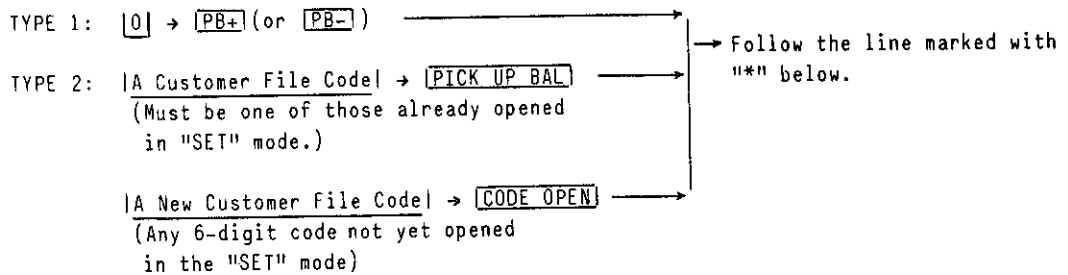 TYPE 1: |0| → [PB+] (or [PB-])
→ Follow the line marked with
TYPE 2: |A Customer File Code| → [PICK UP BAL]
"*" below.
(Must be one of those already opened
in "SET" mode.)
|A New Customer File Code| → [CODE OPEN]
(Any 6-digit code not yet opened
in the "SET" mode)